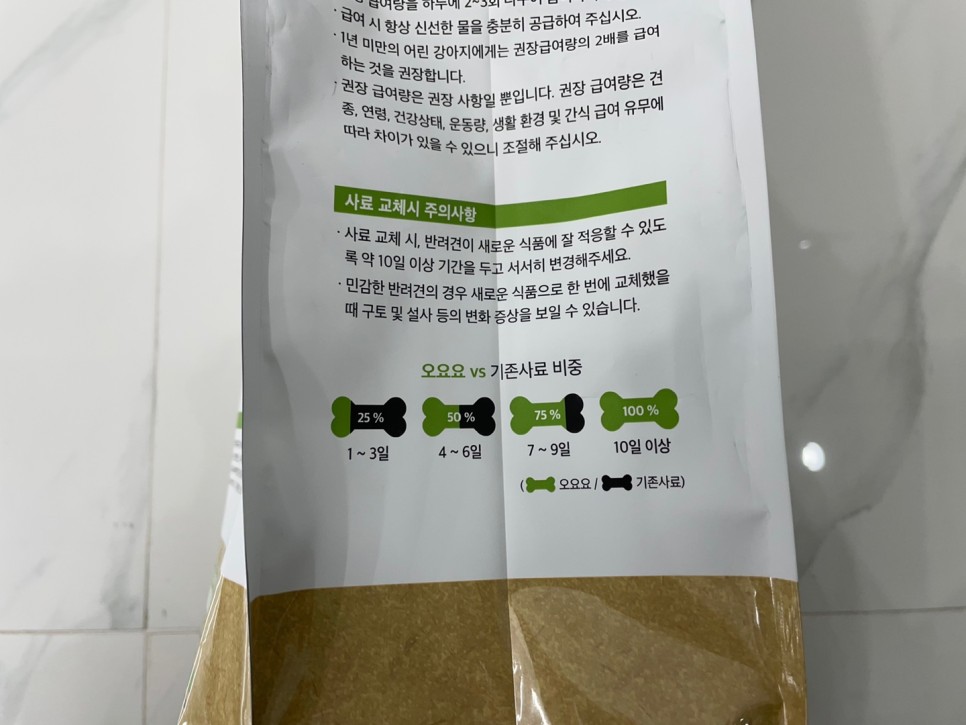 급여량을 하루에 2~3회
· 급여 시 항상 신선한 물을 충분히 공급하여 주십시오.
· 1년 미만의 어린 강아지에게는 권장급여량의 2배를 급여
하는 것을 권장합니다.
· 권장 급여량은 권장 사항일 뿐입니다. 권장 급여량은 견
종, 연령, 건강상태, 운동량, 생활 환경 및 간식 급여 유무에
따라 차이가 있을 수 있으니 조절해 주십시오.
사료 교체시 주의사항
· 사료 교체 시, 반려견이 새로운 식품에 잘 적응할 수 있도
록 약 10일 이상 기간을 두고 서서히 변경해주세요.
· 민감한 반려견의 경우 새로운 식품으로 한 번에 교체했을
때 구토 및 설사 등의 변화 증상을 보일 수 있습니다.
오요요 vs 기존사료 비중
25 % 50 % 75 % 100 %
1 ~ 3일 4 ~ 6일 7 ~ 9일 10일 이상
( 오요요 / 기존사료)